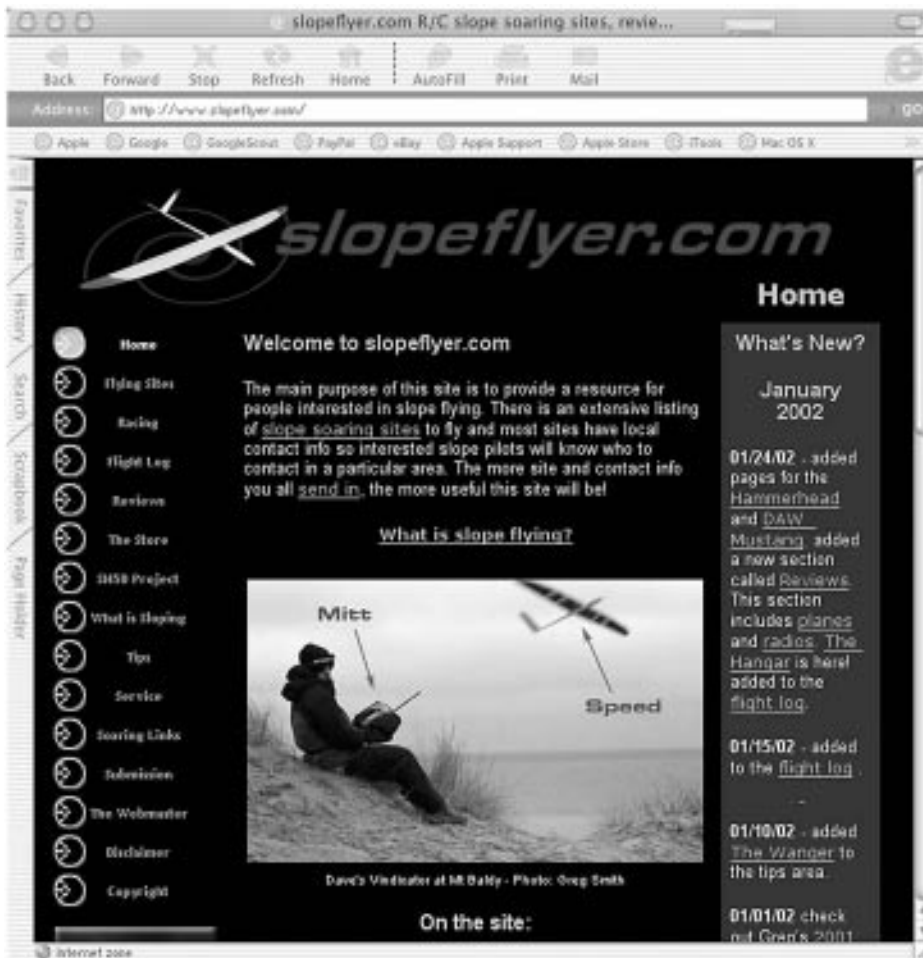 slopeflyer.com R/C slope soaring sites, revie...
Back Forward Stop Refresh Home AutoFill Print Mail
Address: http://www.slopeflyer.com/ go
Apple Google GoogleScout PayPal eBay Apple Support Apple Store iTools Mac OS X
Favorites
History
Search
Scrapbook
Page Holder
slopeflyer.com
Home
Home
Flying Sites
Racing
Flight Log
Reviews
The Store
SH50 Project
What is Sloping
Tips
Service
Soaring Links
Submission
The Webmaster
Disclaimer
Copyright
Welcome to slopeflyer.com
The main purpose of this site is to provide a resource for
people interested in slope flying. There is an extensive listing
of slope soaring sites to fly and most sites have local
contact info so interested slope pilots will know who to
contact in a particular area. The more site and contact info
you all send in, the more useful this site will be!
What is slope flying?
Mitt
Speed
Dave's Vindicator at Mt Baldy - Photo: Greg Smith
On the site:
What's New?
January
2002
01/24/02 - added
pages for the
Hammerhead
and DAW
Mustang. added
a new section
called Reviews.
This section
includes planes
and radios. The
Hangar is here!
added to the
flight log.
01/15/02 - added
to the flight log .
01/10/02 - added
The Wanger to
the tips area.
01/01/02 check
out Greg's 2001
Internet zone